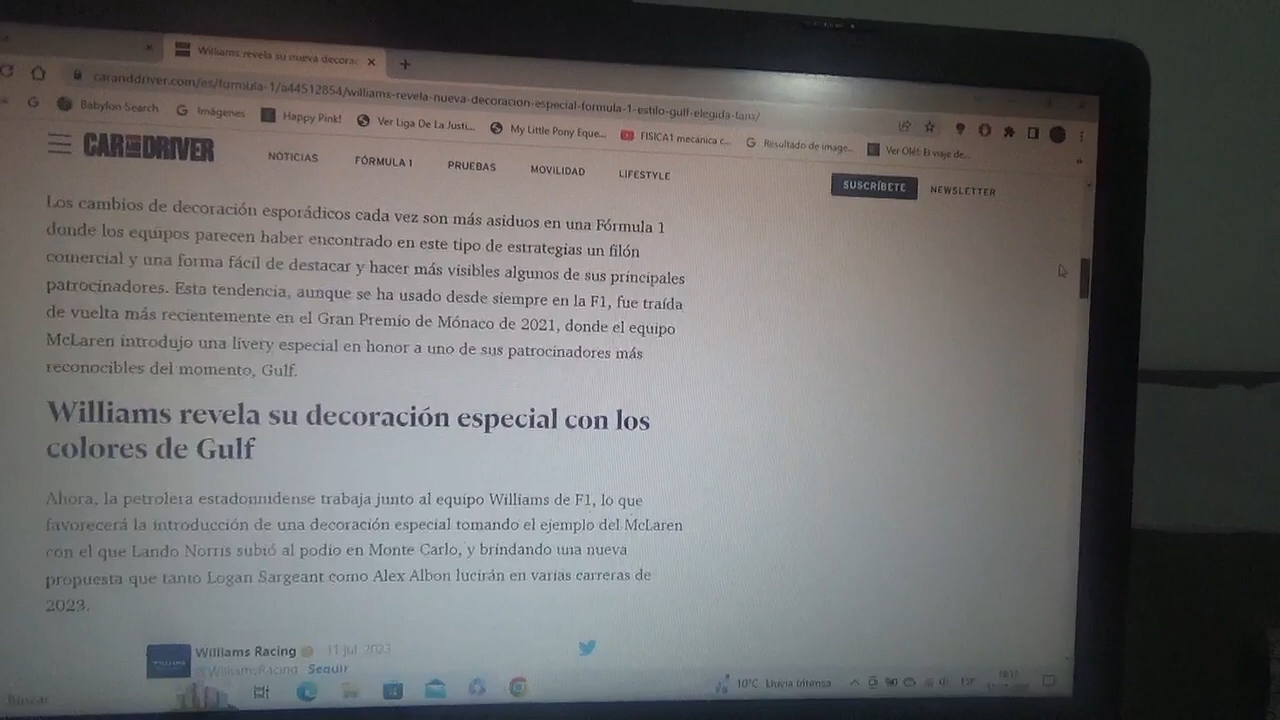 Williams revela su nueva decorac
caranddriver.com/es/formula-1/a44512854/williams-revela-nueva-decoracion-especial-formula-1-estilo-gulf-elegida-fans/
Babylon Search Imágenes Happy Pink! Ver Liga De La Justi... My Little Pony Eque... FISICA1 mecánica c... Resultado de image... Ver Olé!: El viaje de...
CAR AND DRIVER NOTICIAS FÓRMULA 1 PRUEBAS MOVILIDAD LIFESTYLE SUSCRÍBETE NEWSLETTER
Los cambios de decoración esporádicos cada vez son más asiduos en una Fórmula 1
donde los equipos parecen haber encontrado en este tipo de estrategias un filón
comercial y una forma fácil de destacar y hacer más visibles algunos de sus principales
patrocinadores. Esta tendencia, aunque se ha usado desde siempre en la F1, fue traída
de vuelta más recientemente en el Gran Premio de Mónaco de 2021, donde el equipo
McLaren introdujo una livery especial en honor a uno de sus patrocinadores más
reconocibles del momento, Gulf.
Williams revela su decoración especial con los
colores de Gulf
Ahora, la petrolera estadounidense trabaja junto al equipo Williams de F1, lo que
favorecerá la introducción de una decoración especial tomando el ejemplo del McLaren
con el que Lando Norris subió al podio en Monte Carlo, y brindando una nueva
propuesta que tanto Logan Sargeant como Alex Albon lucirán en varias carreras de
2023.
Williams Racing 11 jul. 2023
@WilliamsRacing Seguir
Buscar 10°C Lluvia intensa ESP